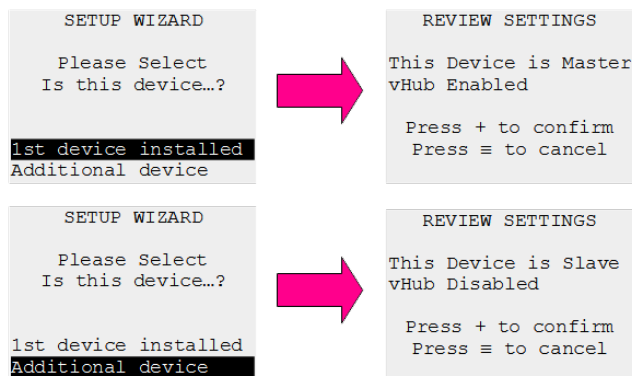 SETUP WIZARD
Please Select
Is this device…?
1st device installed
Additional device
REVIEW SETTINGS
This Device is Master
vHub Enabled
Press + to confirm
Press ≡ to cancel
SETUP WIZARD
Please Select
Is this device…?
1st device installed
Additional device
REVIEW SETTINGS
This Device is Slave
vHub Disabled
Press + to confirm
Press ≡ to cancel